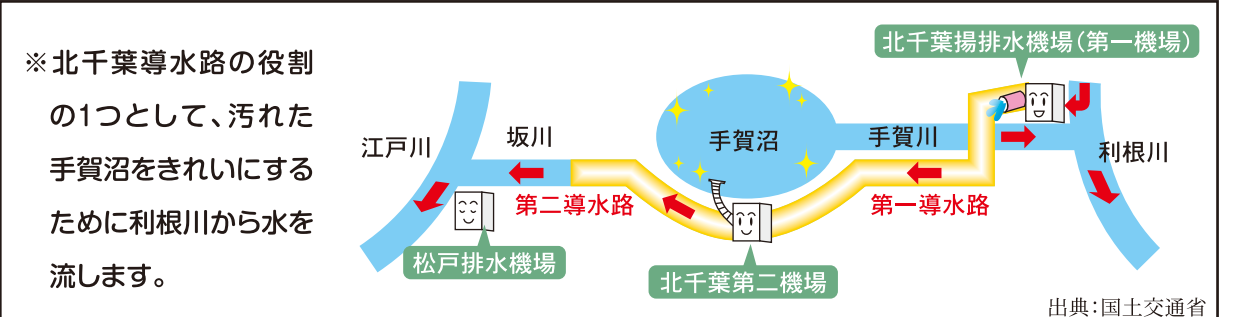 ※北千葉導水路の役割
の1つとして、汚れた
手賀沼をきれいにする
ために利根川から水を
流します。
北千葉揚排水機場（第一機場）
江戸川
坂川
手賀沼
手賀川
利根川
第二導水路
第一導水路
松戸排水機場
北千葉第二機場
出典：国土交通省